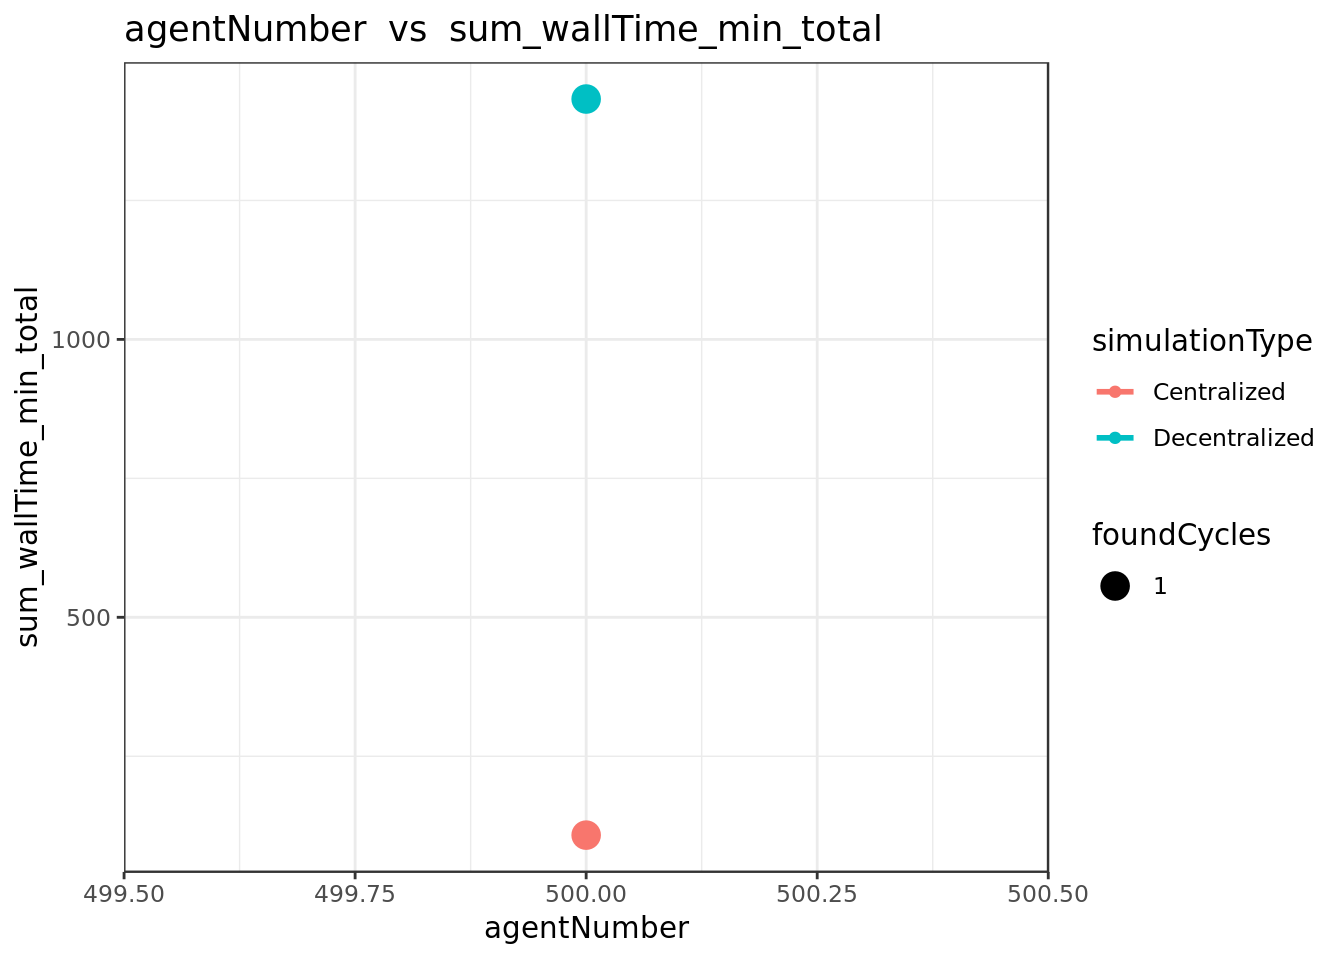 agentNumber  vs  sum_wallTime_min_total
sum_wallTime_min_total
1000
500
499.50
499.75
500.00
500.25
500.50
agentNumber
simulationType
Centralized
Decentralized
foundCycles
1